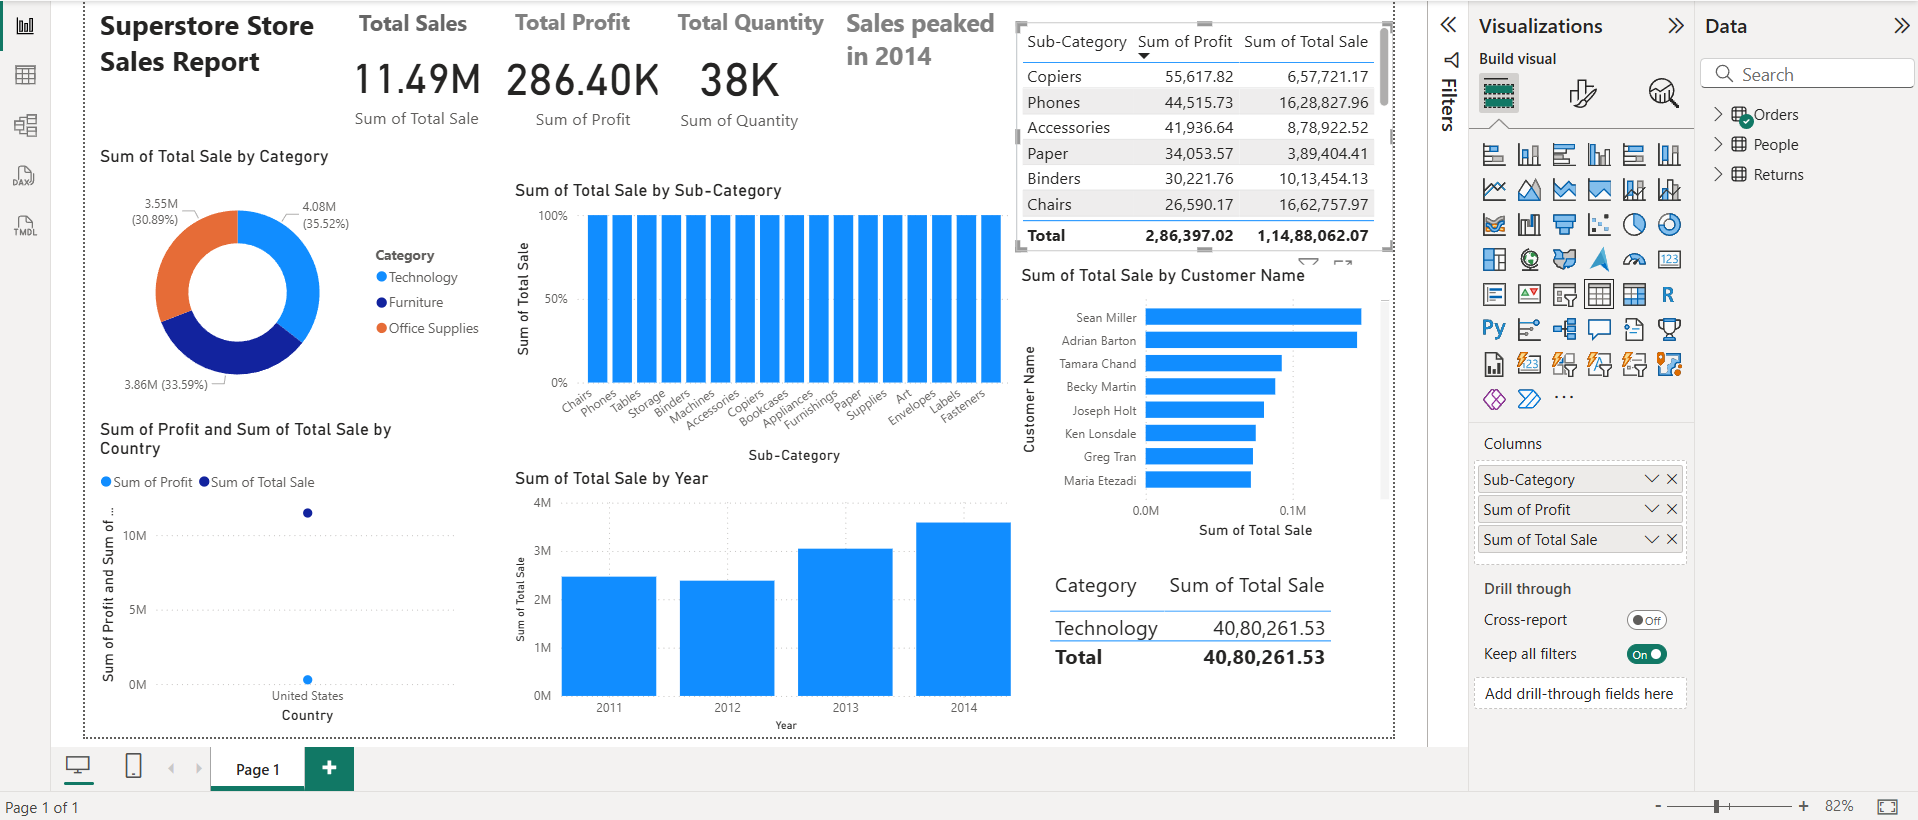 Superstore Store
Sales Report
Total Sales
11.49M
Sum of Total Sale
Total Profit
286.40K
Sum of Profit
Total Quantity
38K
Sum of Quantity
Sales peaked
in 2014
Sub-Category Sum of Profit Sum of Total Sale
Copiers 55,617.82 6,57,721.17
Phones 44,515.73 16,28,827.96
Accessories 41,936.64 8,78,922.52
Paper 34,053.57 3,89,404.41
Binders 30,221.76 10,13,454.13
Chairs 26,590.17 16,62,757.97
Total 2,86,397.02 1,14,88,062.07
Sum of Total Sale by Category
3.55M
(30.89%)
4.08M
(35.52%)
3.86M (33.59%)
Category
Technology
Furniture
Office Supplies
Sum of Total Sale by Sub-Category
Sum of Total Sale
100%
50%
0%
Chairs
Phones
Tables
Storage
Binders
Machines
Accessories
Copiers
Bookcases
Appliances
Furnishings
Paper
Supplies
Art
Envelopes
Labels
Fasteners
Sub-Category
Sum of Total Sale by Customer Name
Customer Name
Sean Miller
Adrian Barton
Tamara Chand
Becky Martin
Joseph Holt
Ken Lonsdale
Greg Tran
Maria Etezadi
0.0M 0.1M
Sum of Total Sale
Sum of Profit and Sum of Total Sale by
Country
Sum of Profit Sum of Total Sale
Sum of Profit and Sum of ...
10M
5M
0M
United States
Country
Sum of Total Sale by Year
Sum of Total Sale
4M
3M
2M
1M
0M
2011 2012 2013 2014
Year
Category Sum of Total Sale
Technology 40,80,261.53
Total 40,80,261.53
Filters
Visualizations
Build visual
123
R
Py
123
Columns
Sub-Category
Sum of Profit
Sum of Total Sale
Drill through
Cross-report Off
Keep all filters On
Add drill-through fields here
Data
Search
Orders
People
Returns
DAX
TMDL
Page 1
+
Page 1 of 1
- + 82%